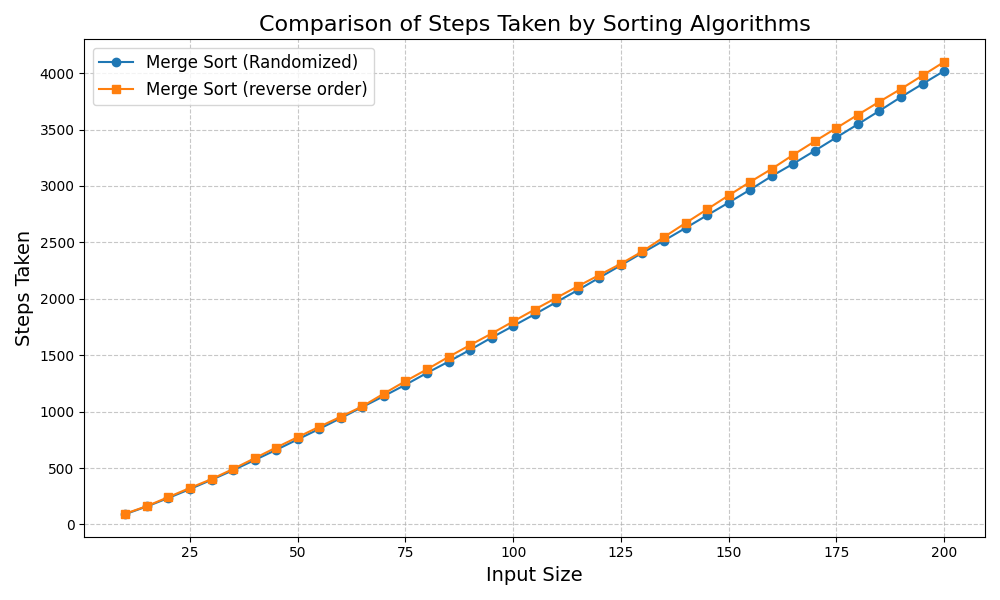 Comparison of Steps Taken by Sorting Algorithms
Merge Sort (Randomized)
Merge Sort (reverse order)
Steps Taken
4000
3500
3000
2500
2000
1500
1000
500
0
25 50 75 100 125 150 175 200
Input Size